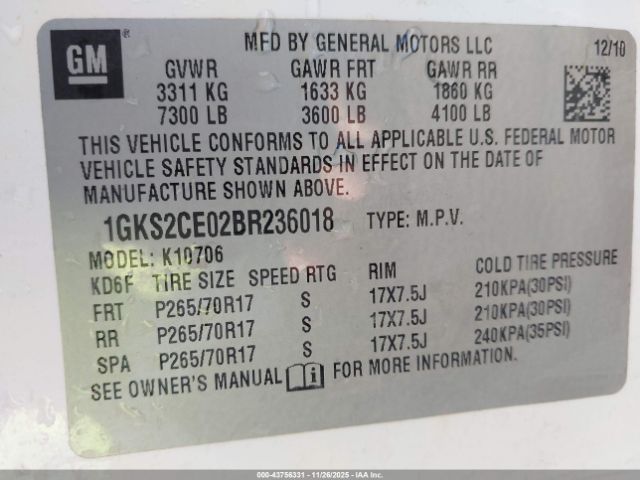 GM ® MFD BY GENERAL MOTORS LLC 12/10
GVWR GAWR FRT GAWR RR
3311 KG 1633 KG 1860 KG
7300 LB 3600 LB 4100 LB
THIS VEHICLE CONFORMS TO ALL APPLICABLE U.S. FEDERAL MOTOR
VEHICLE SAFETY STANDARDS IN EFFECT ON THE DATE OF
MANUFACTURE SHOWN ABOVE.
1GKS2CE02BR236018 TYPE: M.P.V.
MODEL: K10706
KD6F TIRE SIZE SPEED RTG RIM COLD TIRE PRESSURE
FRT P265/70R17 S 17X7.5J 210KPA(30PSI)
RR P265/70R17 S 17X7.5J 210KPA(30PSI)
SPA P265/70R17 S 17X7.5J 240KPA(35PSI)
SEE OWNER'S MANUAL i FOR MORE INFORMATION.
000-43756331 - 11/26/2025 - IAAI.CA